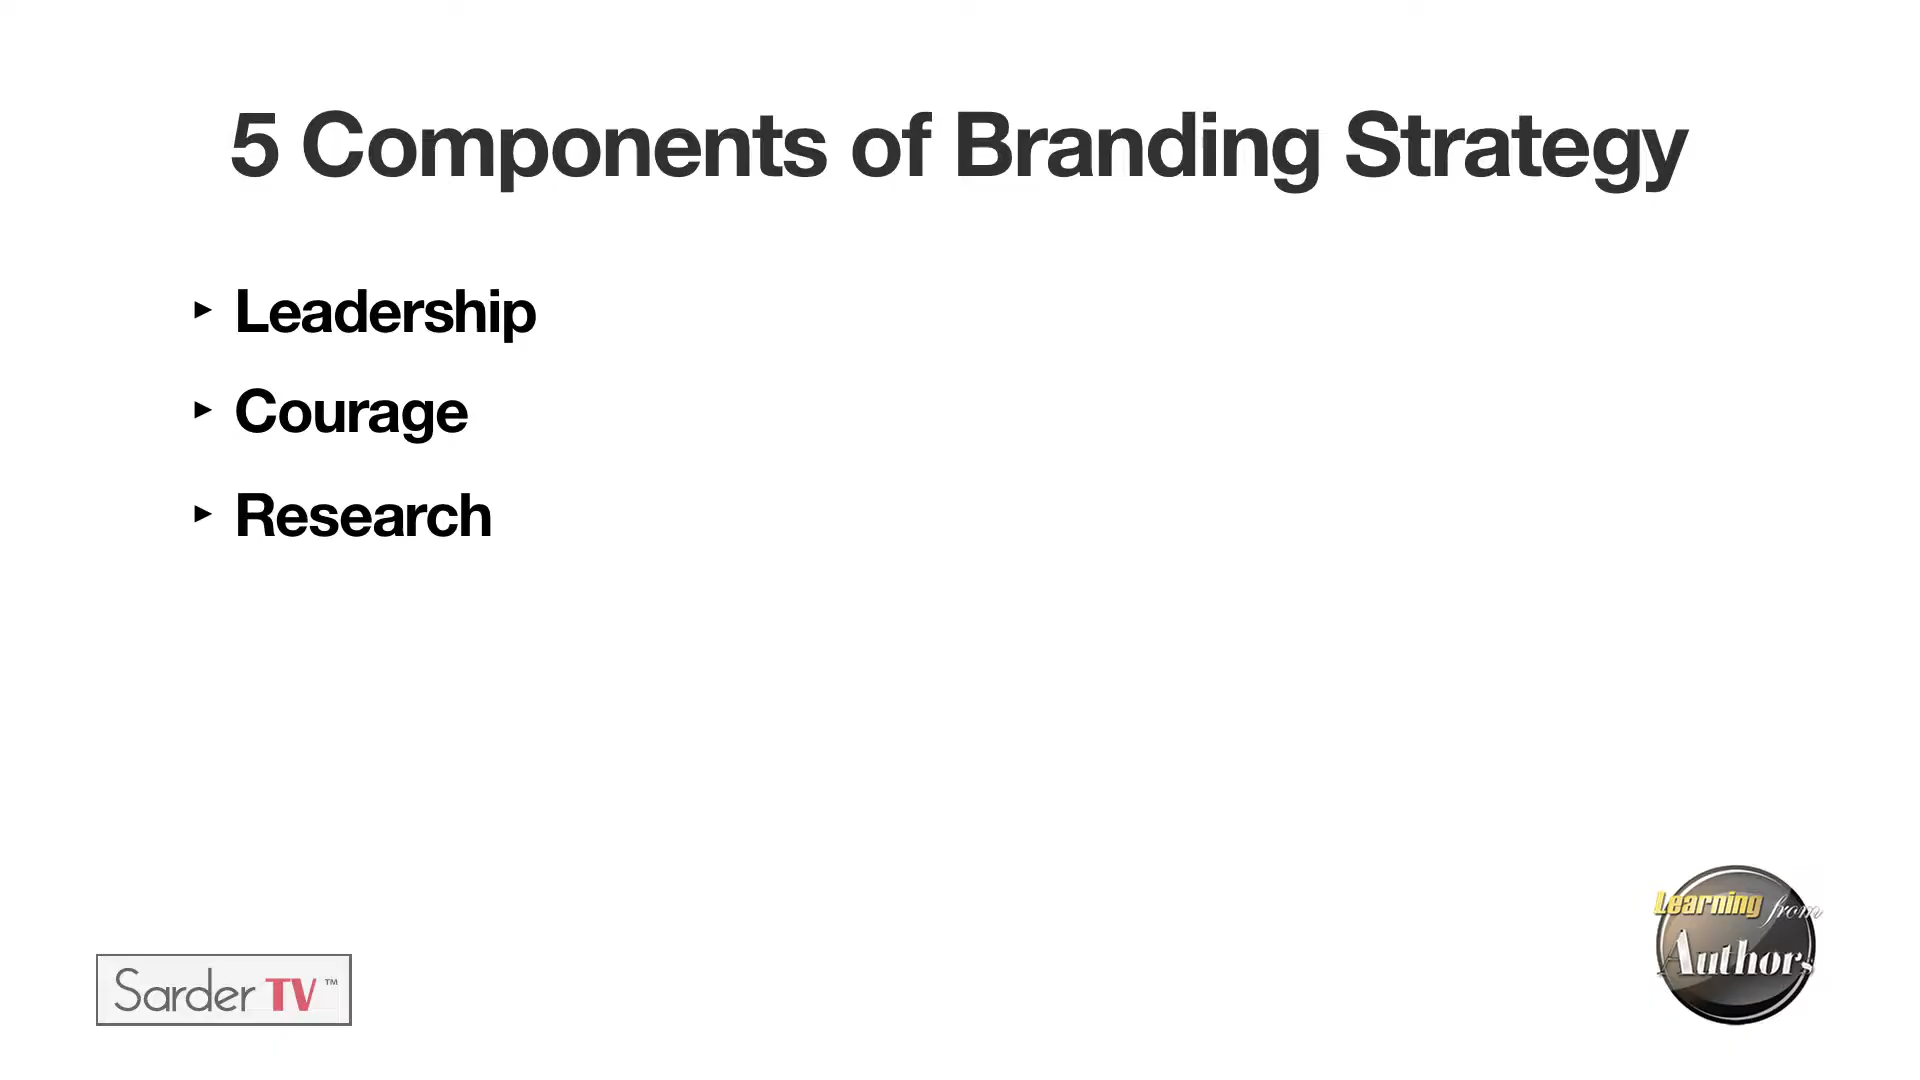 5 Components of Branding Strategy
‣ Leadership
‣ Courage
‣ Research
Learning from
Authors
Sarder TV™